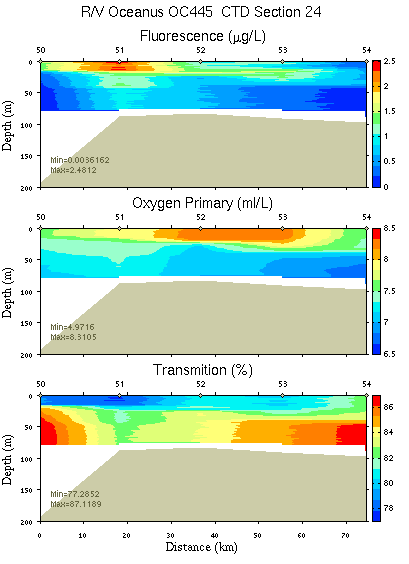 R/V Oceanus OC445 CTD Section 24
Fluorescence (µg/L)
50 51 52 53 54
0
50
100
150
200
Depth (m)
Min=0.0036162
Max=2.4812
2.5
2
1.5
1
0.5
0
Oxygen Primary (ml/L)
50 51 52 53 54
0
50
100
150
200
Depth (m)
Min=4.9716
Max=8.3105
8.5
8
7.5
7
6.5
Transmition (%)
50 51 52 53 54
0
50
100
150
200
Depth (m)
Min=77.2852
Max=87.1189
86
84
82
80
78
0 10 20 30 40 50 60 70
Distance (km)